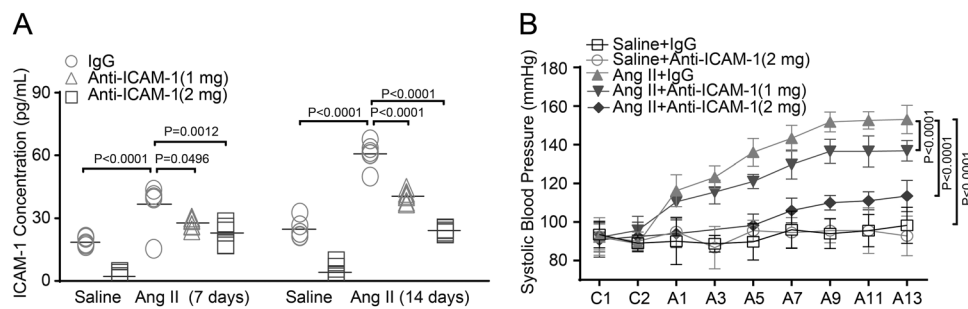 A
IgG
Anti-ICAM-1(1 mg)
Anti-ICAM-1(2 mg)
ICAM-1 Concentration (pg/mL)
90
60
30
0
P<0.0001
P=0.0012
P=0.0496
P<0.0001
P<0.0001
P<0.0001
Saline
Ang II (7 days)
Saline
Ang II (14 days)
B
Saline+IgG
Saline+Anti-ICAM-1(2 mg)
Ang II+IgG
Ang II+Anti-ICAM-1(1 mg)
Ang II+Anti-ICAM-1(2 mg)
Systolic Blood Pressure (mmHg)
180
160
140
120
100
80
C1 C2 A1 A3 A5 A7 A9 A11 A13
P<0.0001
P<0.0001
P<0.0001